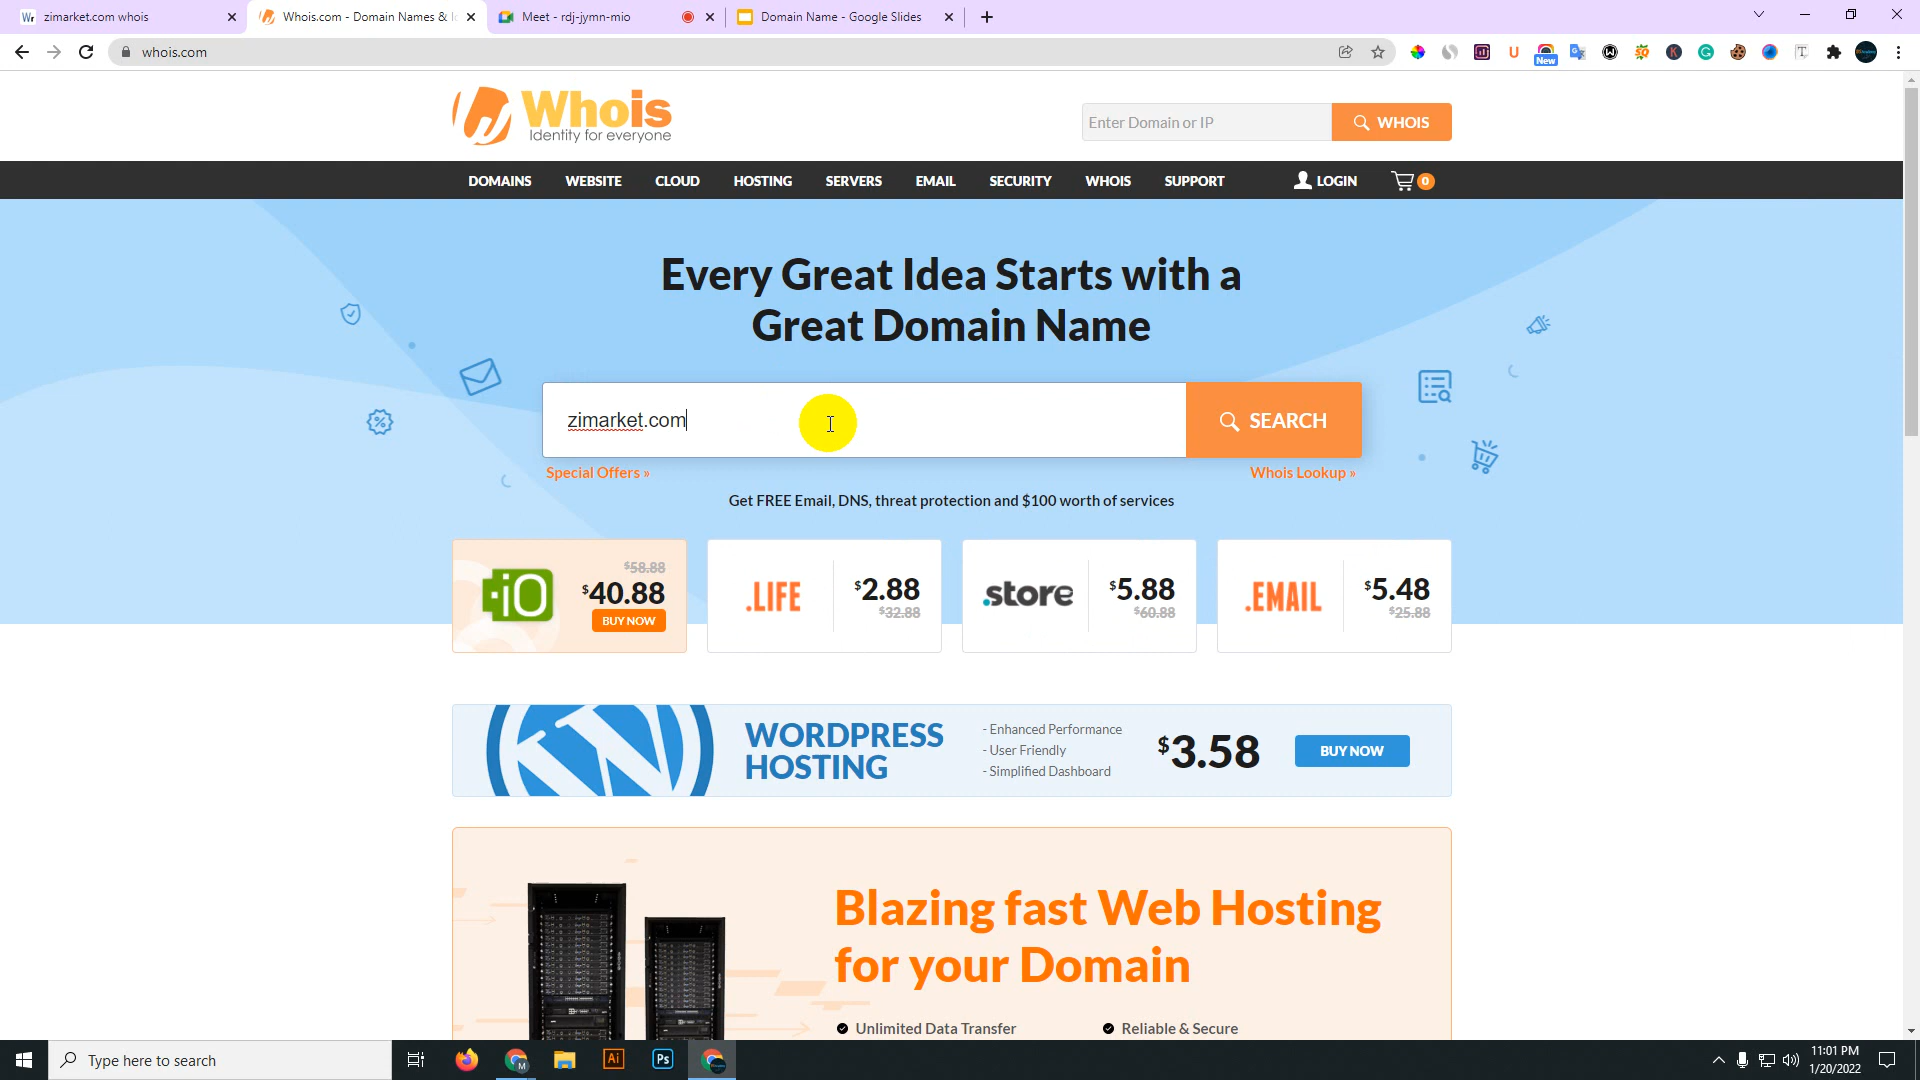 zimarket.com whois
Whois.com - Domain Names & Id
Meet - rdj-jymn-mio
Domain Name - Google Slides
whois.com
New
Whois
Identity for everyone
Enter Domain or IP
WHOIS
DOMAINS
WEBSITE
CLOUD
HOSTING
SERVERS
EMAIL
SECURITY
WHOIS
SUPPORT
LOGIN
0
Every Great Idea Starts with a
Great Domain Name
zimarket.com
SEARCH
Special Offers »
Whois Lookup »
Get FREE Email, DNS, threat protection and $100 worth of services
.iO
$58.88
$40.88
BUY NOW
.LIFE
$2.88
$32.88
.store
$5.88
$60.88
.EMAIL
$5.48
$25.88
WORDPRESS
HOSTING
- Enhanced Performance
- User Friendly
- Simplified Dashboard
$3.58
BUY NOW
Blazing fast Web Hosting
for your Domain
Unlimited Data Transfer
Reliable & Secure
Type here to search
Ai
Ps
11:01 PM
1/20/2022